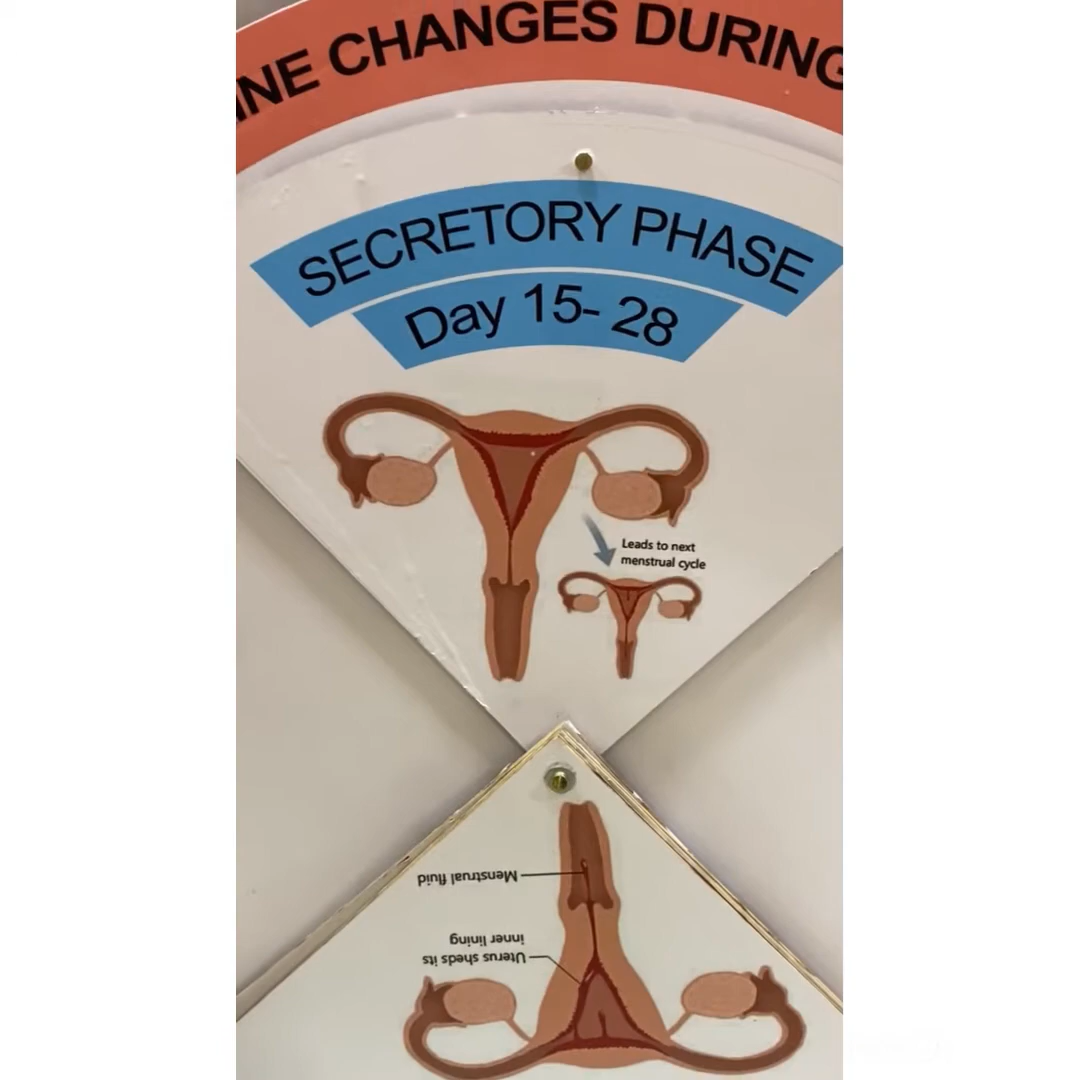 INE CHANGES DURING
SECRETORY PHASE
Day 15- 28
Leads to next
menstrual cycle
Menstrual fluid
Uterus sheds its
inner lining